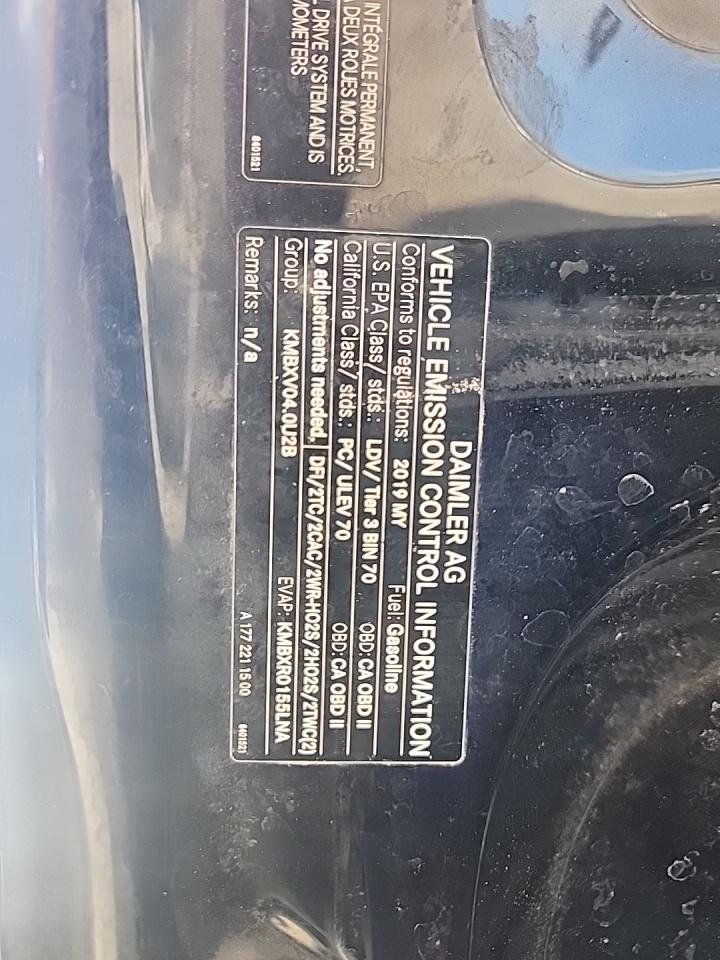 INTÉGRALE PERMANENT,
DEUX ROUES MOTRICES.
DRIVE SYSTEM AND IS
6401521
DAIMLER AG
VEHICLE EMISSION CONTROL INFORMATION
Conforms to regulations: 2019 MY Fuel: Gasoline
U.S. EPA Class/ stds.: LDV/ Tier 3 BIN 70 OBD: CA OBD II
California Class/ stds.: PC/ ULEV 70 OBD: CA OBD II
No adjustments needed. DFI/2TC/2CAC/2WR-HO2S/2HO2S/2TWC(2)
Group: KMBXV04.0U2B EVAP: KMBXR0155LNA
Remarks: n/a A 177 221 15 00 6401521